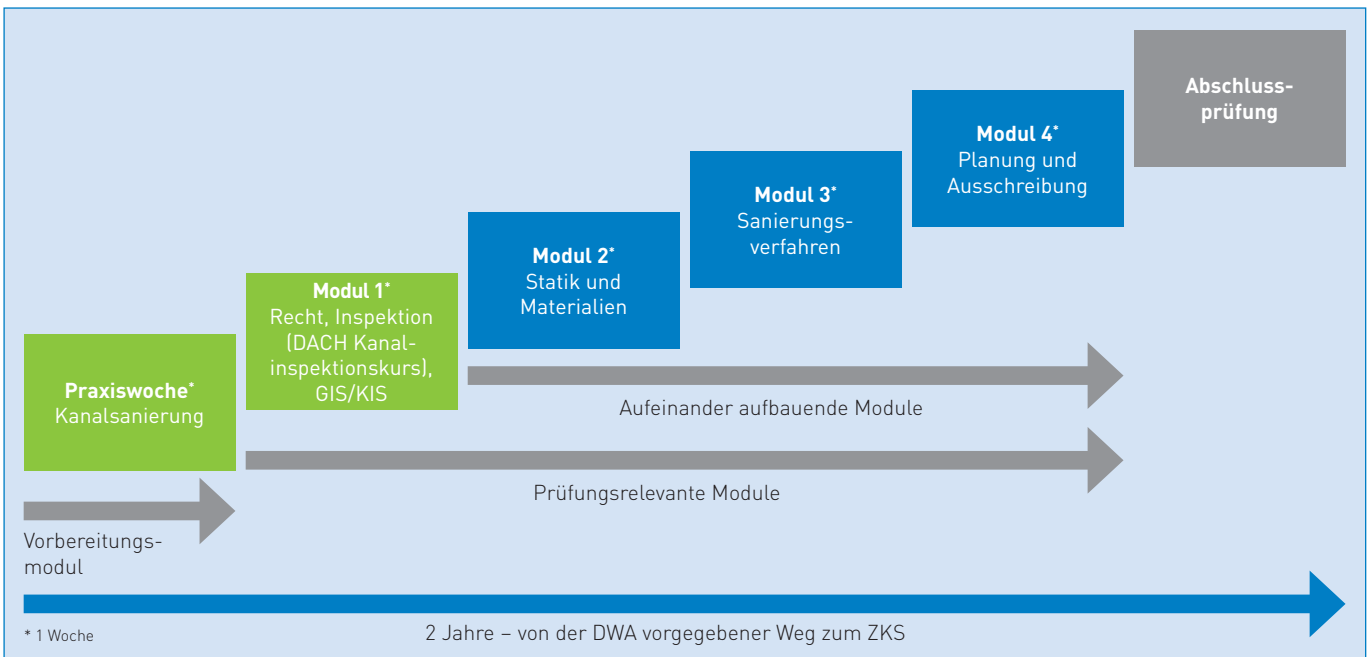 Praxiswoche*
Kanalsanierung
Modul 1*
Recht, Inspektion
(DACH Kanal-
inspektionskurs),
GIS/KIS
Modul 2*
Statik und
Materialien
Modul 3*
Sanierungs-
verfahren
Modul 4*
Planung und
Ausschreibung
Abschluss-
prüfung
Aufeinander aufbauende Module
Prüfungsrelevante Module
Vorbereitungs-
modul
* 1 Woche
2 Jahre – von der DWA vorgegebener Weg zum ZKS